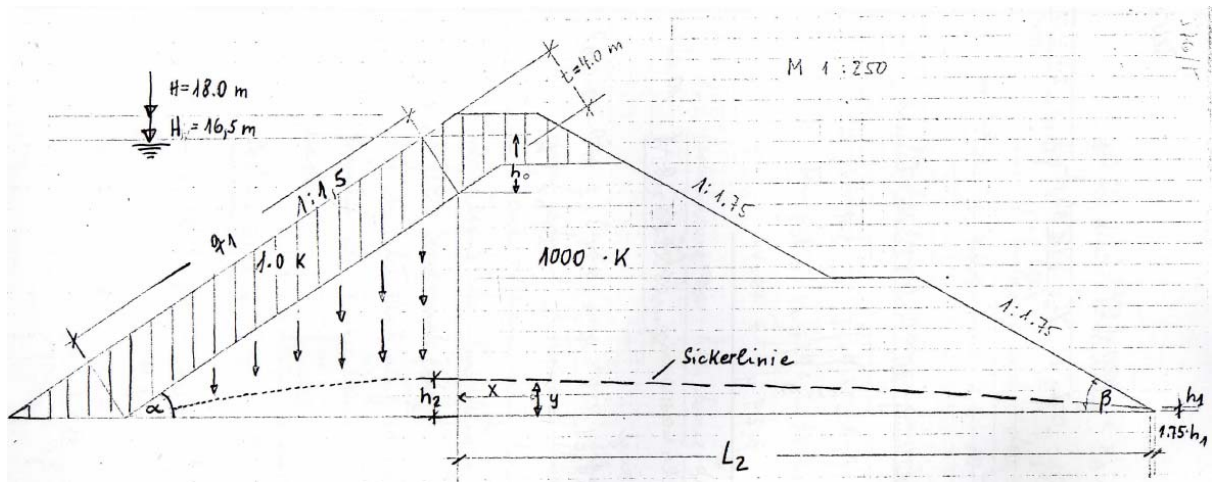 M 1:250
H=18.0 m
H = 16,5 m
t=4.0 m
h₀
1:1,5
1:1.75
q1
1.0 K
1000 · K
1:1.75
Sickerlinie
α
h₂
x
y
β
h₁
1.75·h₁
L₂